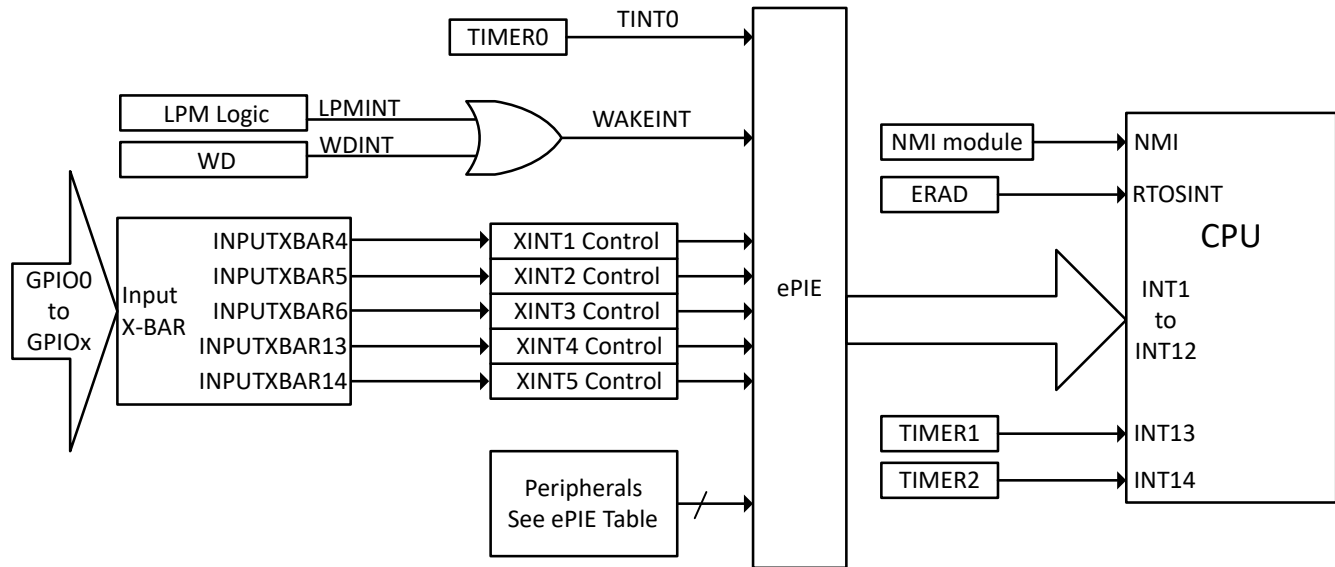 TIMER0
TINT0
LPM Logic
LPMINT
WD
WDINT
WAKEINT
GPIO0
to
GPIOx
Input
X-BAR
INPUTXBAR4
INPUTXBAR5
INPUTXBAR6
INPUTXBAR13
INPUTXBAR14
XINT1 Control
XINT2 Control
XINT3 Control
XINT4 Control
XINT5 Control
Peripherals
See ePIE Table
ePIE
NMI module
ERAD
TIMER1
TIMER2
NMI
RTOSINT
CPU
INT1
to
INT12
INT13
INT14